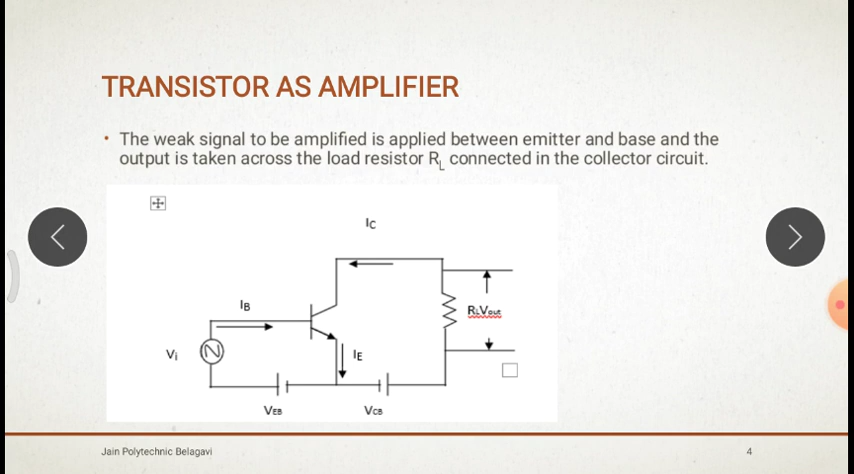 TRANSISTOR AS AMPLIFIER
• The weak signal to be amplified is applied between emitter and base and the
output is taken across the load resistor RL connected in the collector circuit.
IC
IB
RLVout
Vi
IE
VEB
VCB
Jain Polytechnic Belagavi
4